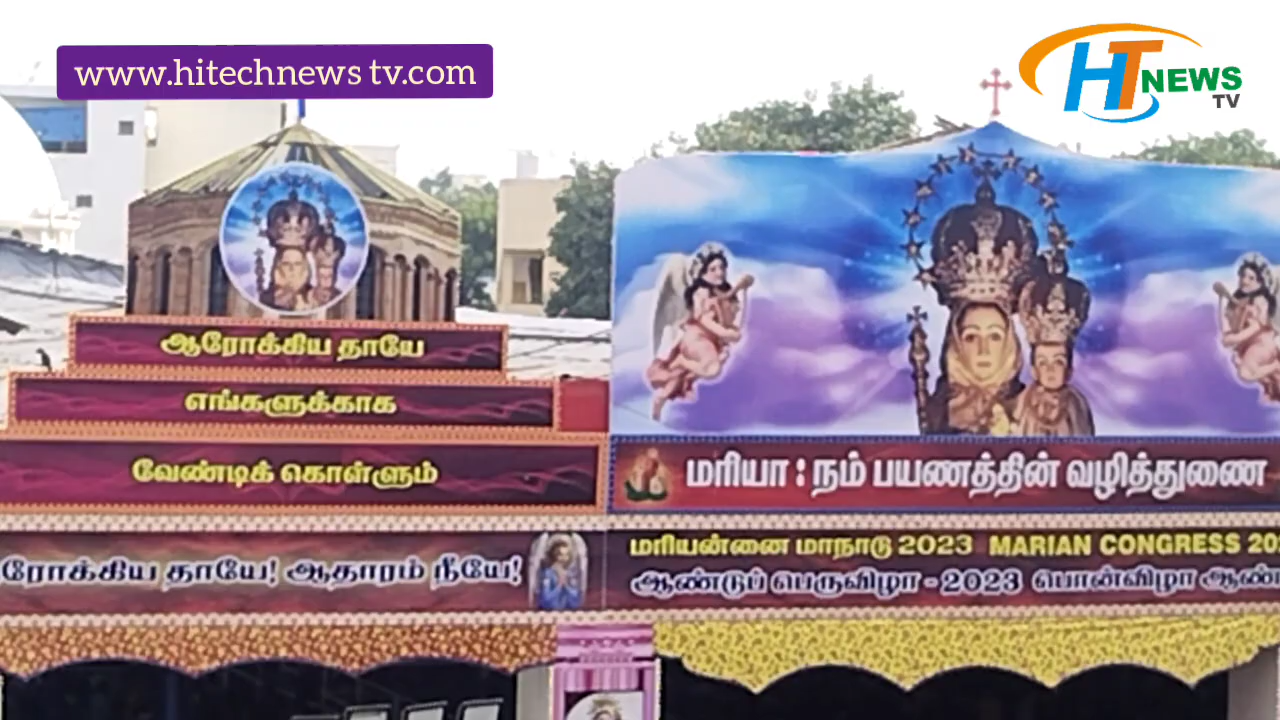 www.hitechnews tv.com
HT NEWS
TV
ஆரோக்கிய தாயே
எங்களுக்காக
வேண்டிக் கொள்ளும்
மரியா : நம் பயணத்தின் வழித்துணை
ரோக்கிய தாயே! ஆதாரம் நீயே!
மரியன்னை மாநாடு 2023 MARIAN CONGRESS 20
ஆண்டுப் பெருவிழா - 2023 பொன்விழா ஆண்